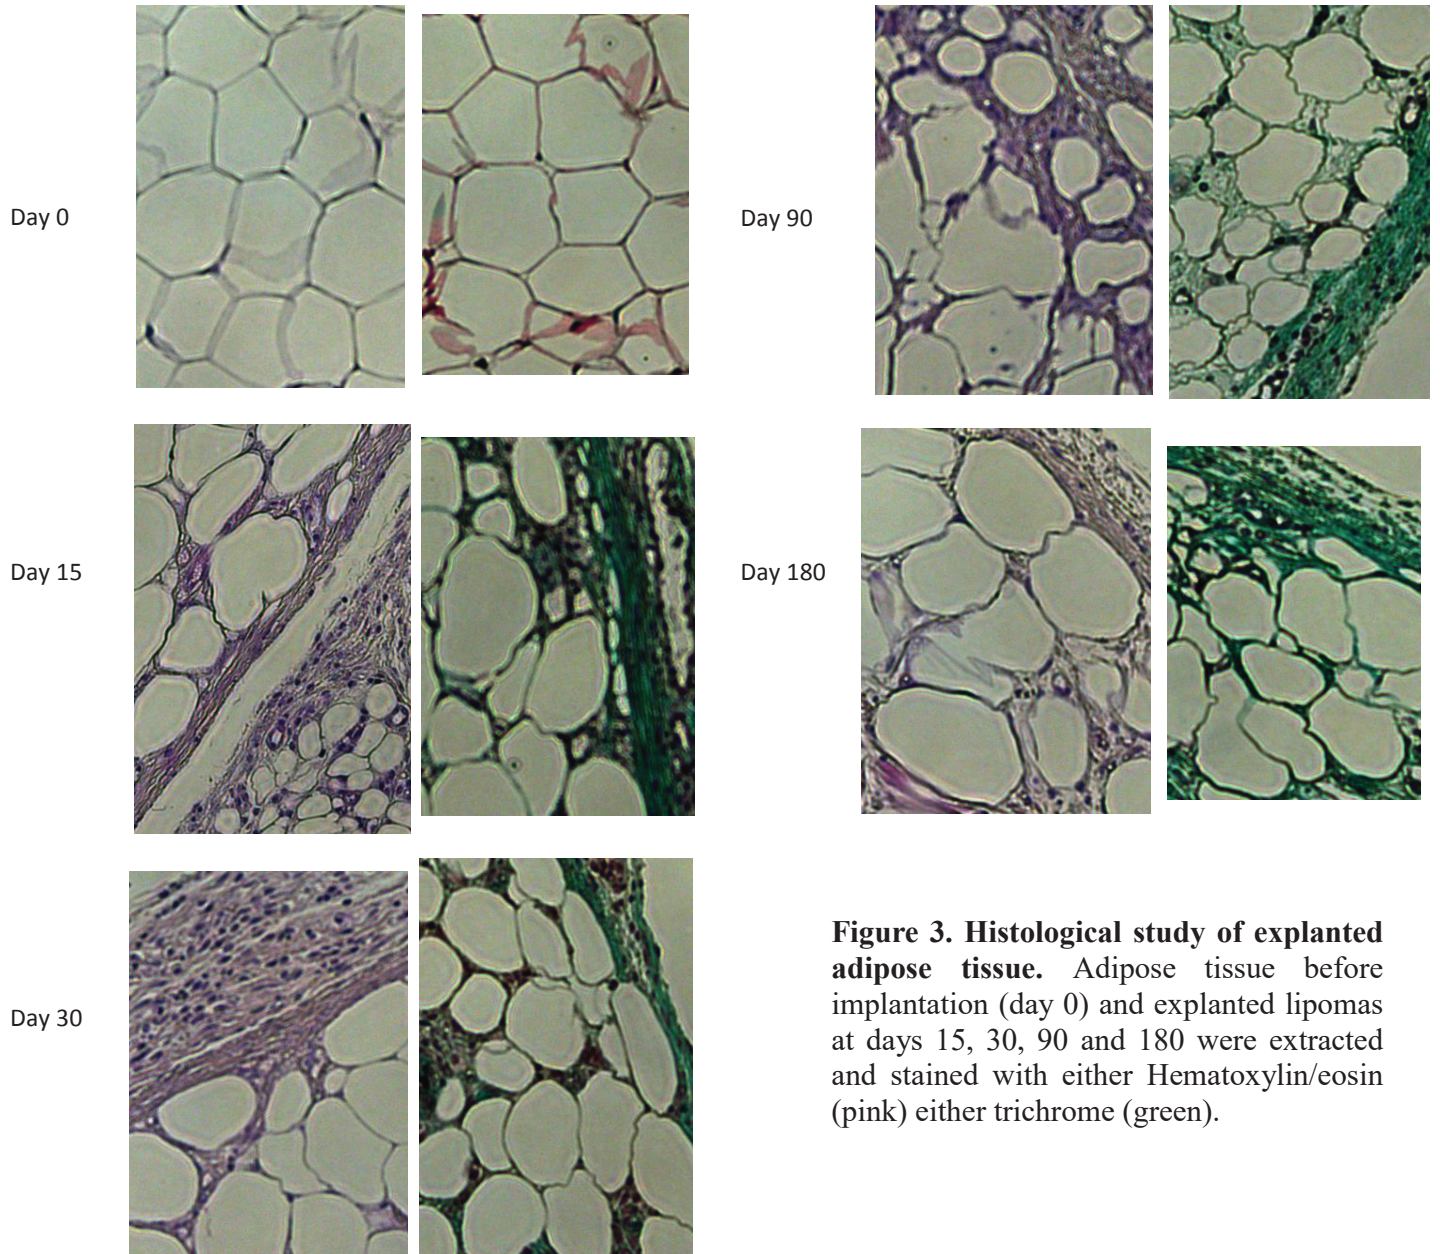 Day 0
Day 90
Day 15
Day 180
Day 30
Figure 3. Histological study of explanted
adipose tissue. Adipose tissue before
implantation (day 0) and explanted lipomas
at days 15, 30, 90 and 180 were extracted
and stained with either Hematoxylin/eosin
(pink) either trichrome (green).